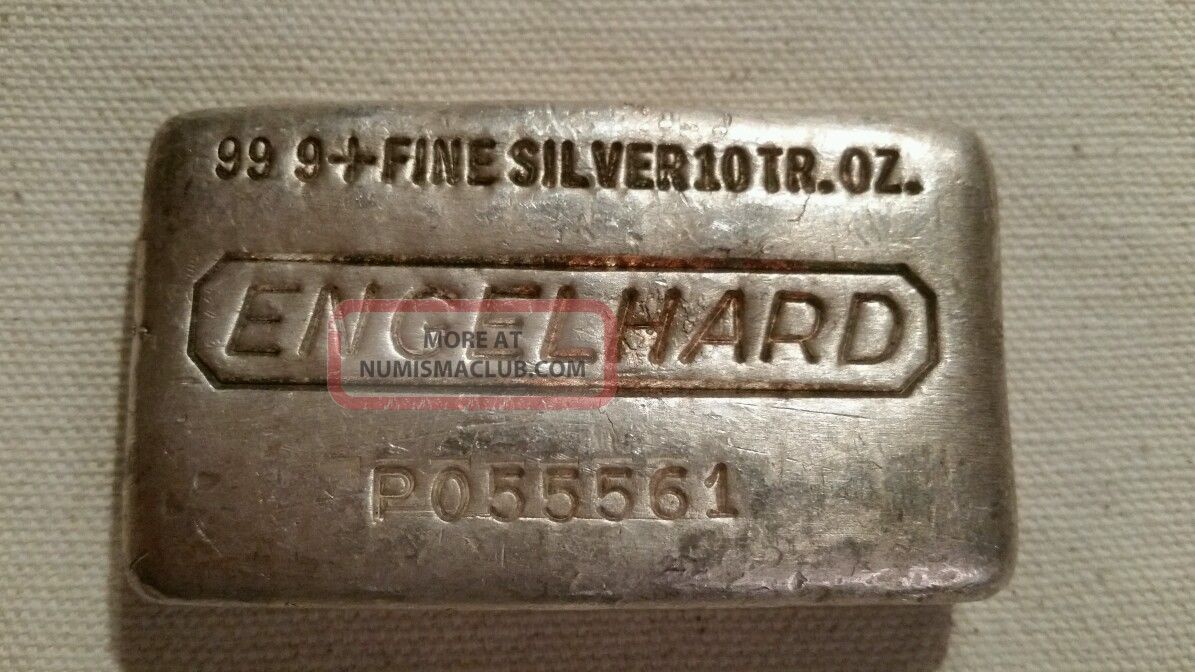 99 9+FINE SILVER 10 TR. OZ.
ENGELHARD
MORE AT
NUMISMACLUB.COM
P055561